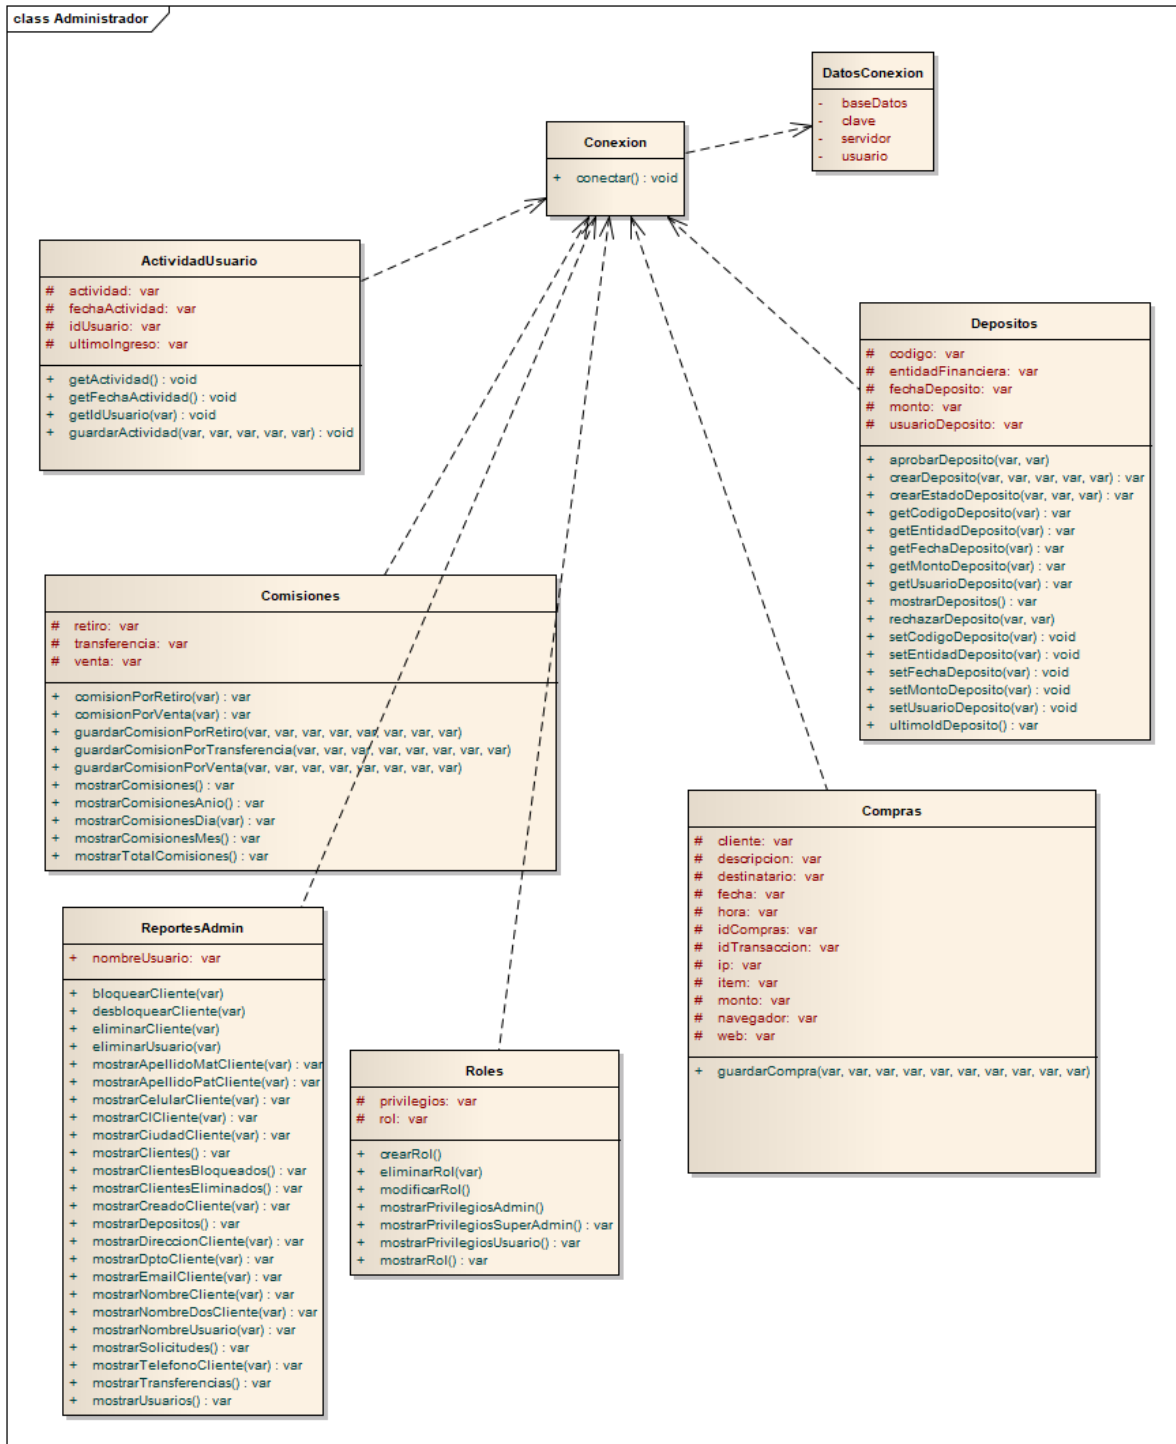 class Administrador
DatosConexion
- baseDatos
- clave
- servidor
- usuario
Conexion
+ conectar() : void
ActividadUsuario
# actividad: var
# fechaActividad: var
# idUsuario: var
# ultimoIngreso: var
+ getActividad() : void
+ getFechaActividad() : void
+ getIdUsuario(var) : void
+ guardarActividad(var, var, var, var, var) : void
Depositos
# codigo: var
# entidadFinanciera: var
# fechaDeposito: var
# monto: var
# usuarioDeposito: var
+ aprobarDeposito(var, var)
+ crearDeposito(var, var, var, var, var) : var
+ crearEstadoDeposito(var, var, var) : var
+ getCodigoDeposito(var) : var
+ getEntidadDeposito(var) : var
+ getFechaDeposito(var) : var
+ getMontoDeposito(var) : var
+ getUsuarioDeposito(var) : var
+ mostrarDepositos() : var
+ rechazarDeposito(var, var)
+ setCodigoDeposito(var) : void
+ setEntidadDeposito(var) : void
+ setFechaDeposito(var) : void
+ setMontoDeposito(var) : void
+ setUsuarioDeposito(var) : void
+ ultimoIdDeposito() : var
Comisiones
# retiro: var
# transferencia: var
# venta: var
+ comisionPorRetiro(var) : var
+ comisionPorVenta(var) : var
+ guardarComisionPorRetiro(var, var, var, var, var, var, var)
+ guardarComisionPorTransferencia(var, var, var, var, var, var, var, var)
+ guardarComisionPorVenta(var, var, var, var, var, var, var)
+ mostrarComisiones() : var
+ mostrarComisionesAnio() : var
+ mostrarComisionesDia(var) : var
+ mostrarComisionesMes() : var
+ mostrarTotalComisiones() : var
Compras
# cliente: var
# descripcion: var
# destinatario: var
# fecha: var
# hora: var
# idCompras: var
# idTransaccion: var
# ip: var
# item: var
# monto: var
# navegador: var
# web: var
+ guardarCompra(var, var, var, var, var, var, var, var, var, var)
ReportesAdmin
+ nombreUsuario: var
+ bloquearCliente(var)
+ desbloquearCliente(var)
+ eliminarCliente(var)
+ eliminarUsuario(var)
+ mostrarApellidoMatCliente(var) : var
+ mostrarApellidoPatCliente(var) : var
+ mostrarCelularCliente(var) : var
+ mostrarCICliente(var) : var
+ mostrarCiudadCliente(var) : var
+ mostrarClientes() : var
+ mostrarClientesBloqueados() : var
+ mostrarClientesEliminados() : var
+ mostrarCreadoCliente(var) : var
+ mostrarDepositos() : var
+ mostrarDireccionCliente(var) : var
+ mostrarDptoCliente(var) : var
+ mostrarEmailCliente(var) : var
+ mostrarNombreCliente(var) : var
+ mostrarNombreDosCliente(var) : var
+ mostrarNombreUsuario(var) : var
+ mostrarSolicitudes() : var
+ mostrarTelefonoCliente(var) : var
+ mostrarTransferencias() : var
+ mostrarUsuarios() : var
Roles
# privilegios: var
# rol: var
+ crearRol()
+ eliminarRol(var)
+ modificarRol()
+ mostrarPrivilegiosAdmin()
+ mostrarPrivilegiosSuperAdmin() : var
+ mostrarPrivilegiosUsuario() : var
+ mostrarRol() : var